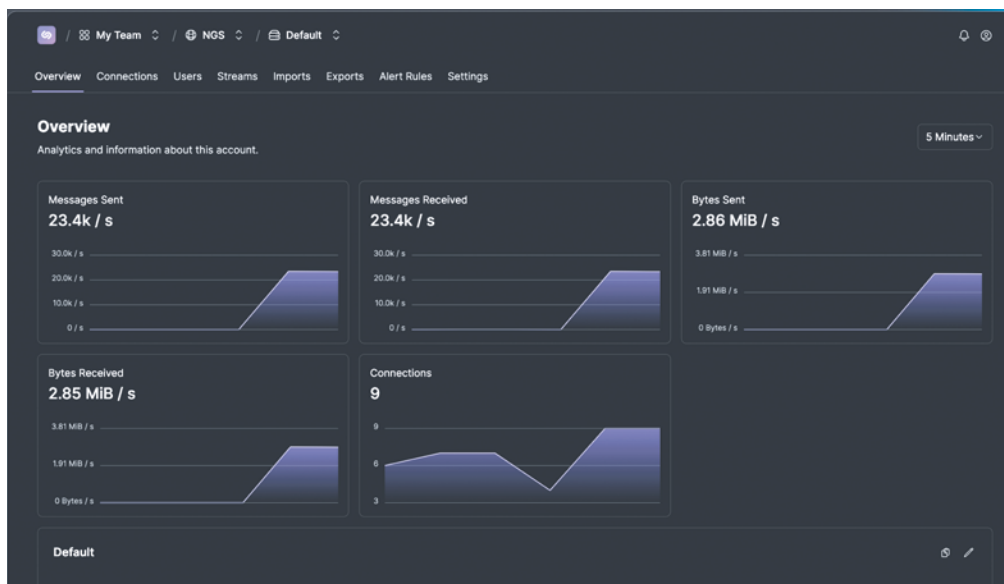 / My Team / NGS / Default
Overview Connections Users Streams Imports Exports Alert Rules Settings
Overview
Analytics and information about this account.
5 Minutes
Messages Sent
23.4k / s
30.0k / s
20.0k / s
10.0k / s
0 / s
Messages Received
23.4k / s
30.0k / s
20.0k / s
10.0k / s
0 / s
Bytes Sent
2.86 MiB / s
3.81 MiB / s
1.91 MiB / s
0 Bytes / s
Bytes Received
2.85 MiB / s
3.81 MiB / s
1.91 MiB / s
0 Bytes / s
Connections
9
9
6
3
Default